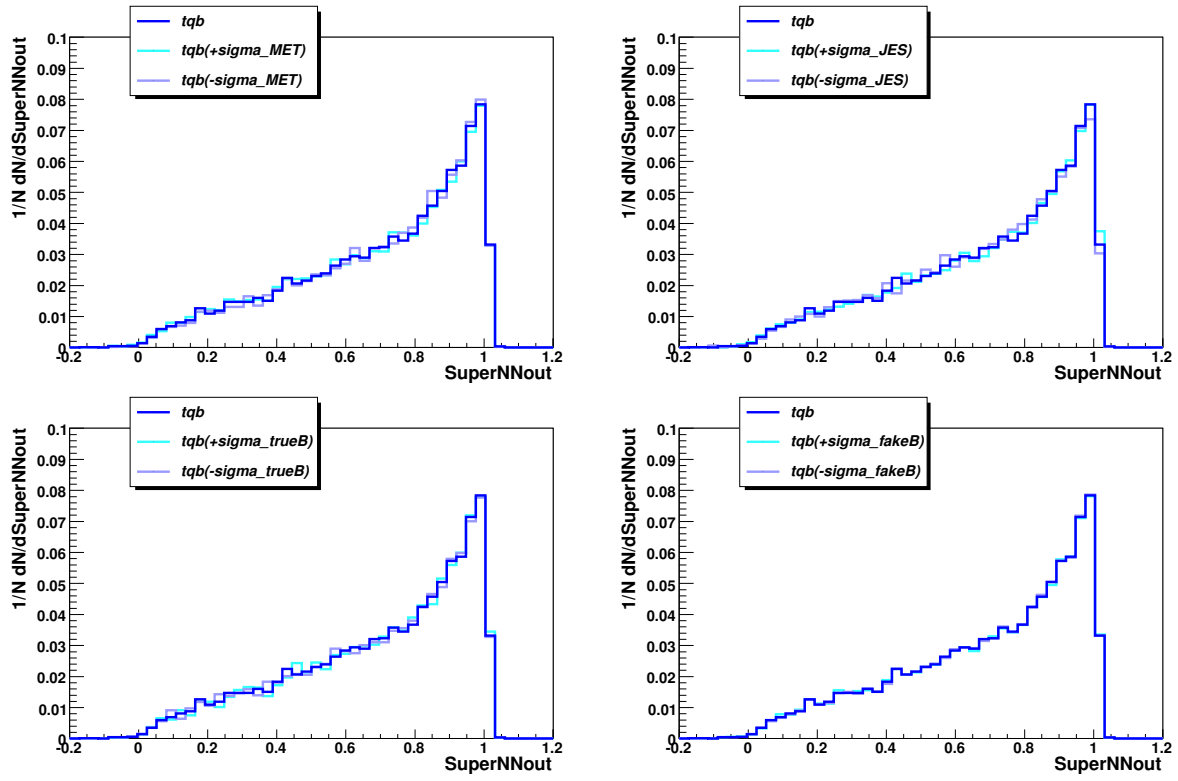 tqb
tqb(+sigma_MET)
tqb(-sigma_MET)
1/N dN/dSuperNNout
0.1
0.09
0.08
0.07
0.06
0.05
0.04
0.03
0.02
0.01
0
-0.2 0 0.2 0.4 0.6 0.8 1 1.2
SuperNNout
tqb
tqb(+sigma_JES)
tqb(-sigma_JES)
1/N dN/dSuperNNout
0.1
0.09
0.08
0.07
0.06
0.05
0.04
0.03
0.02
0.01
0
-0.2 0 0.2 0.4 0.6 0.8 1 1.2
SuperNNout
tqb
tqb(+sigma_trueB)
tqb(-sigma_trueB)
1/N dN/dSuperNNout
0.1
0.09
0.08
0.07
0.06
0.05
0.04
0.03
0.02
0.01
0
-0.2 0 0.2 0.4 0.6 0.8 1 1.2
SuperNNout
tqb
tqb(+sigma_fakeB)
tqb(-sigma_fakeB)
1/N dN/dSuperNNout
0.1
0.09
0.08
0.07
0.06
0.05
0.04
0.03
0.02
0.01
0
-0.2 0 0.2 0.4 0.6 0.8 1 1.2
SuperNNout